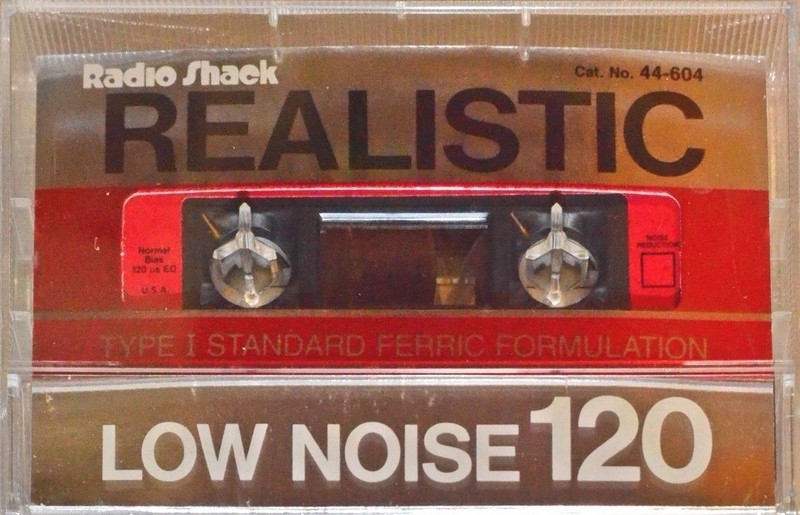 Radio Shack
Cat. No. 44-604
REALISTIC
Normal
Bias
120 µs EQ
U.S.A.
NOISE
REDUCTION
TYPE I STANDARD FERRIC FORMULATION
LOW NOISE 120